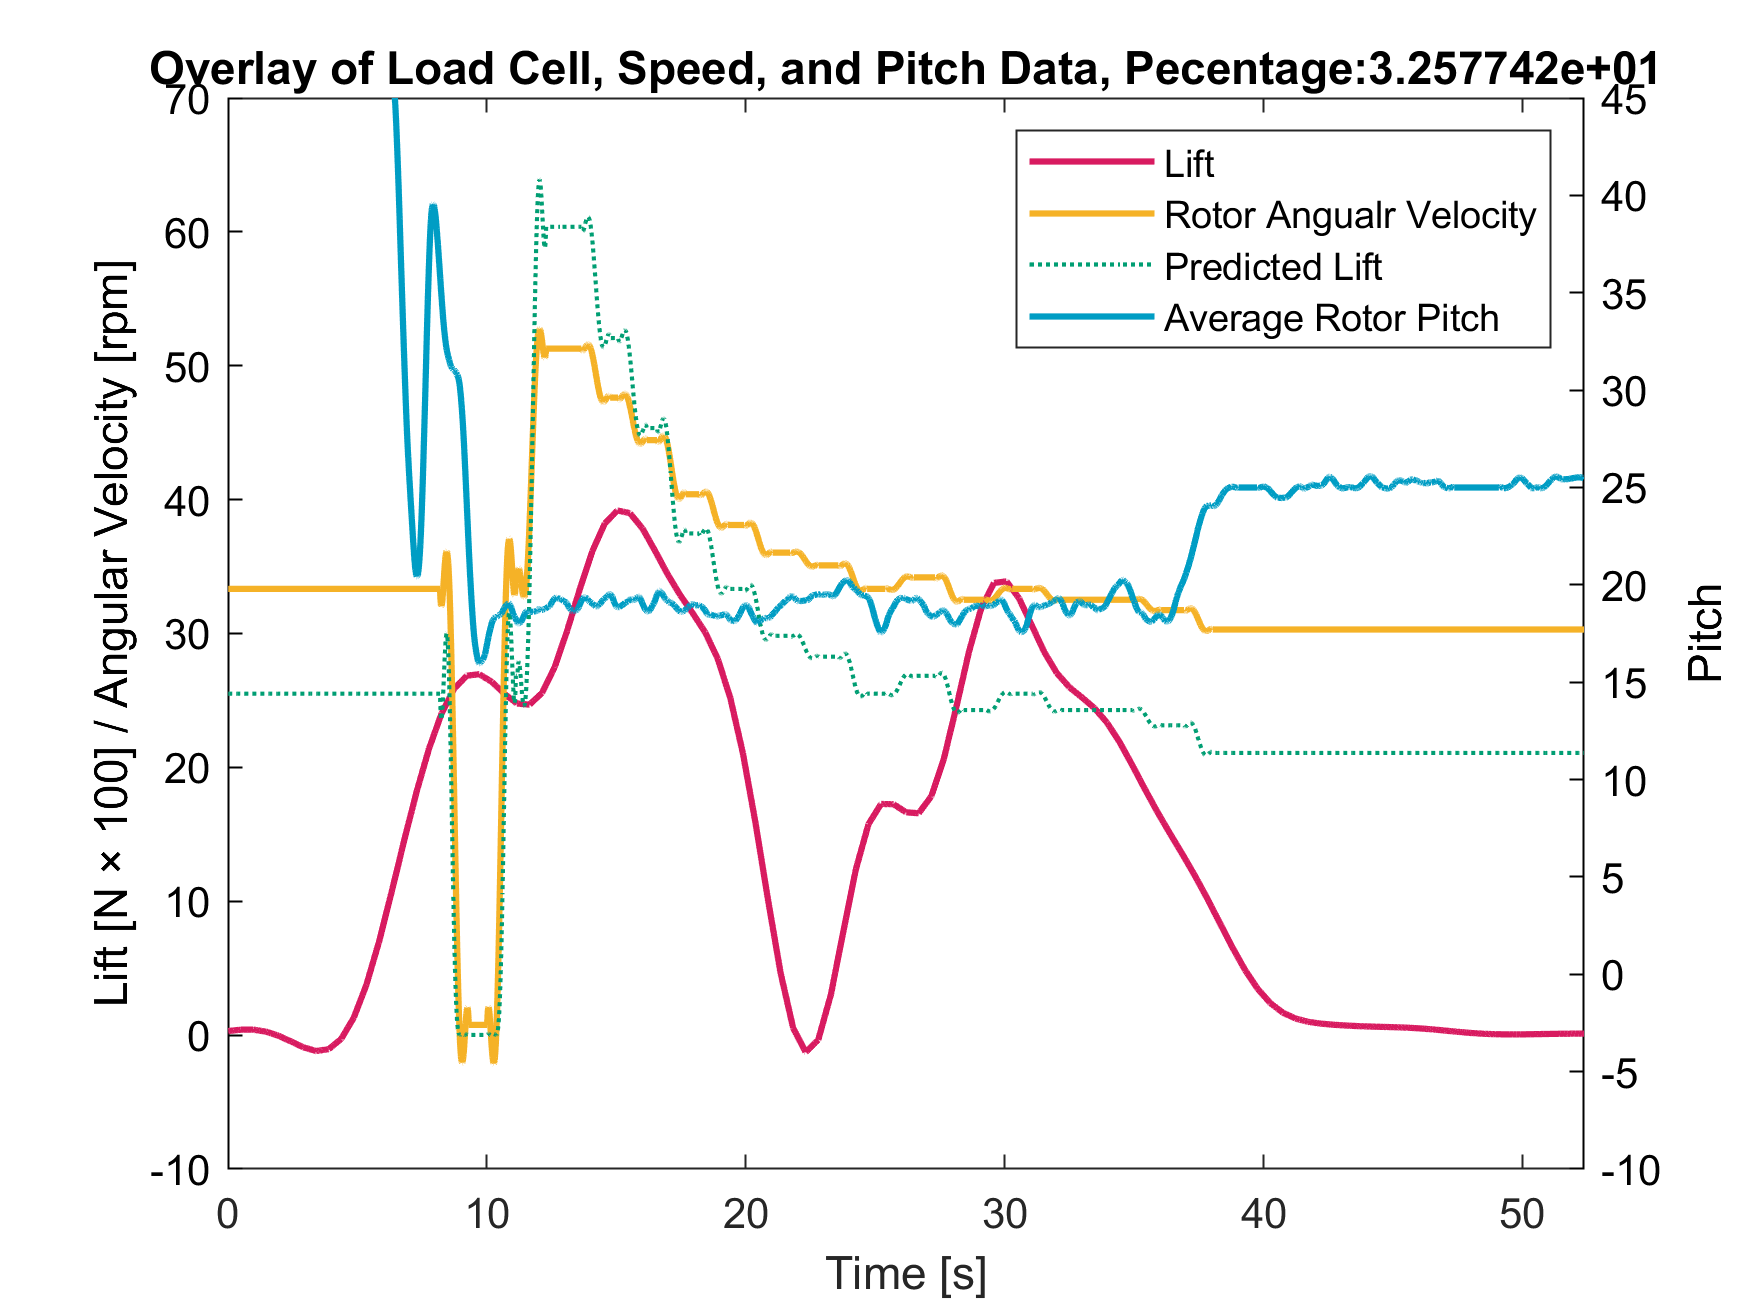 Overlay of Load Cell, Speed, and Pitch Data, Pecentage:3.257742e+01
Lift [N × 100] / Angular Velocity [rpm]
70
60
50
40
30
20
10
0
-10
Lift
Rotor Angualr Velocity
Predicted Lift
Average Rotor Pitch
45
40
35
30
25
20
15
10
5
0
-5
-10
Pitch
0 10 20 30 40 50
Time [s]